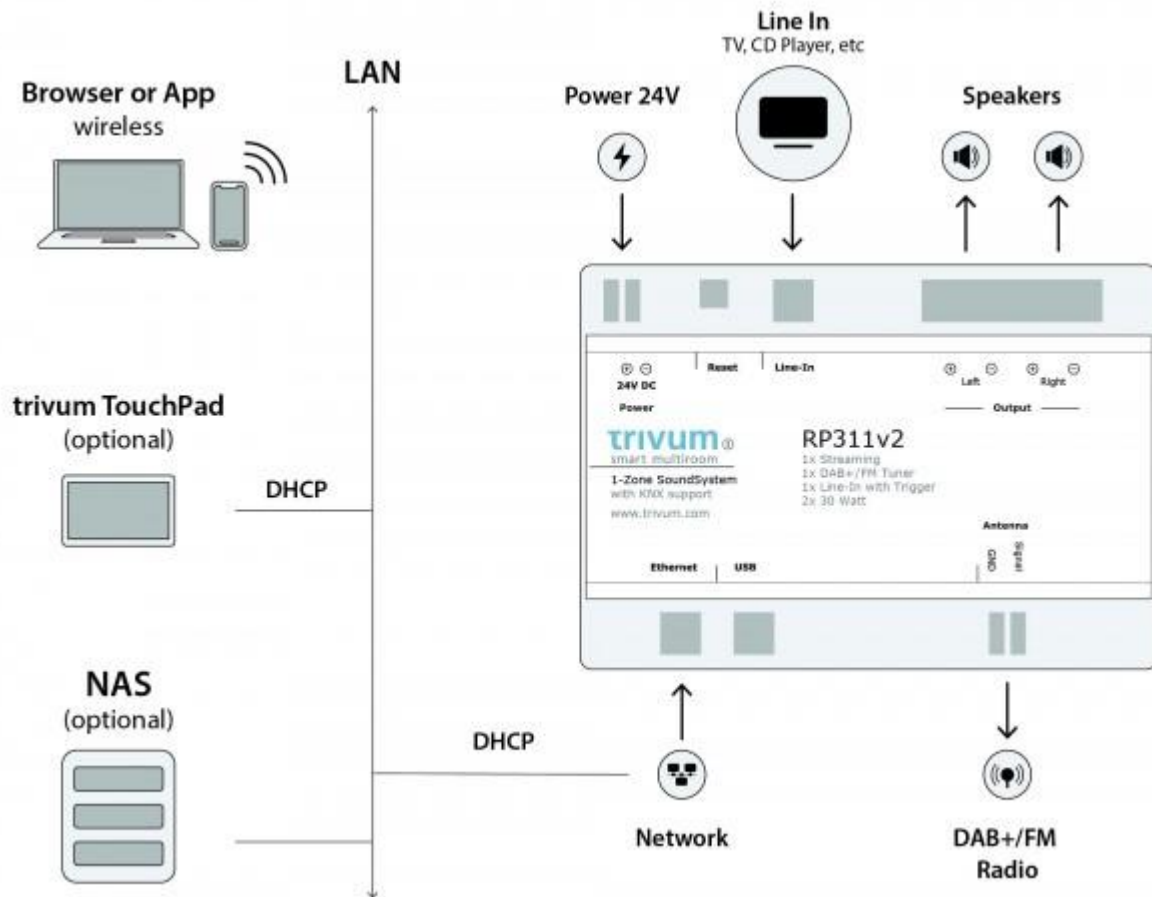 Line In
TV, CD Player, etc
LAN
Browser or App
wireless
Power 24V
Speakers
trivum TouchPad
(optional)
DHCP
NAS
(optional)
DHCP
⊕ ⊖
24V DC
Power
Reset
Line-In
⊕ ⊖ ⊕ ⊖
Left Right
Output
trivum
smart multiroom
1-Zone SoundSystem
with KNX support
www.trivum.com
RP311v2
1x Streaming
1x DAB+/FM Tuner
1x Line-In with Trigger
2x 30 Watt
Antenna
GND
Signal
Ethernet
USB
Network
DAB+/FM
Radio